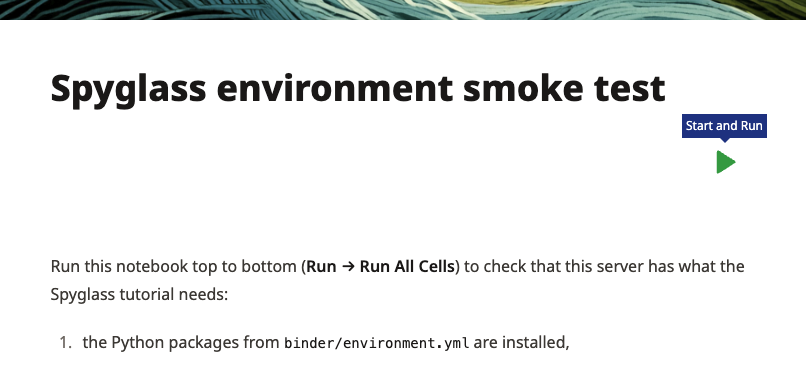 Spyglass environment smoke test
Start and Run
Run this notebook top to bottom (Run → Run All Cells) to check that this server has what the
Spyglass tutorial needs:
1. the Python packages from binder/environment.yml are installed,